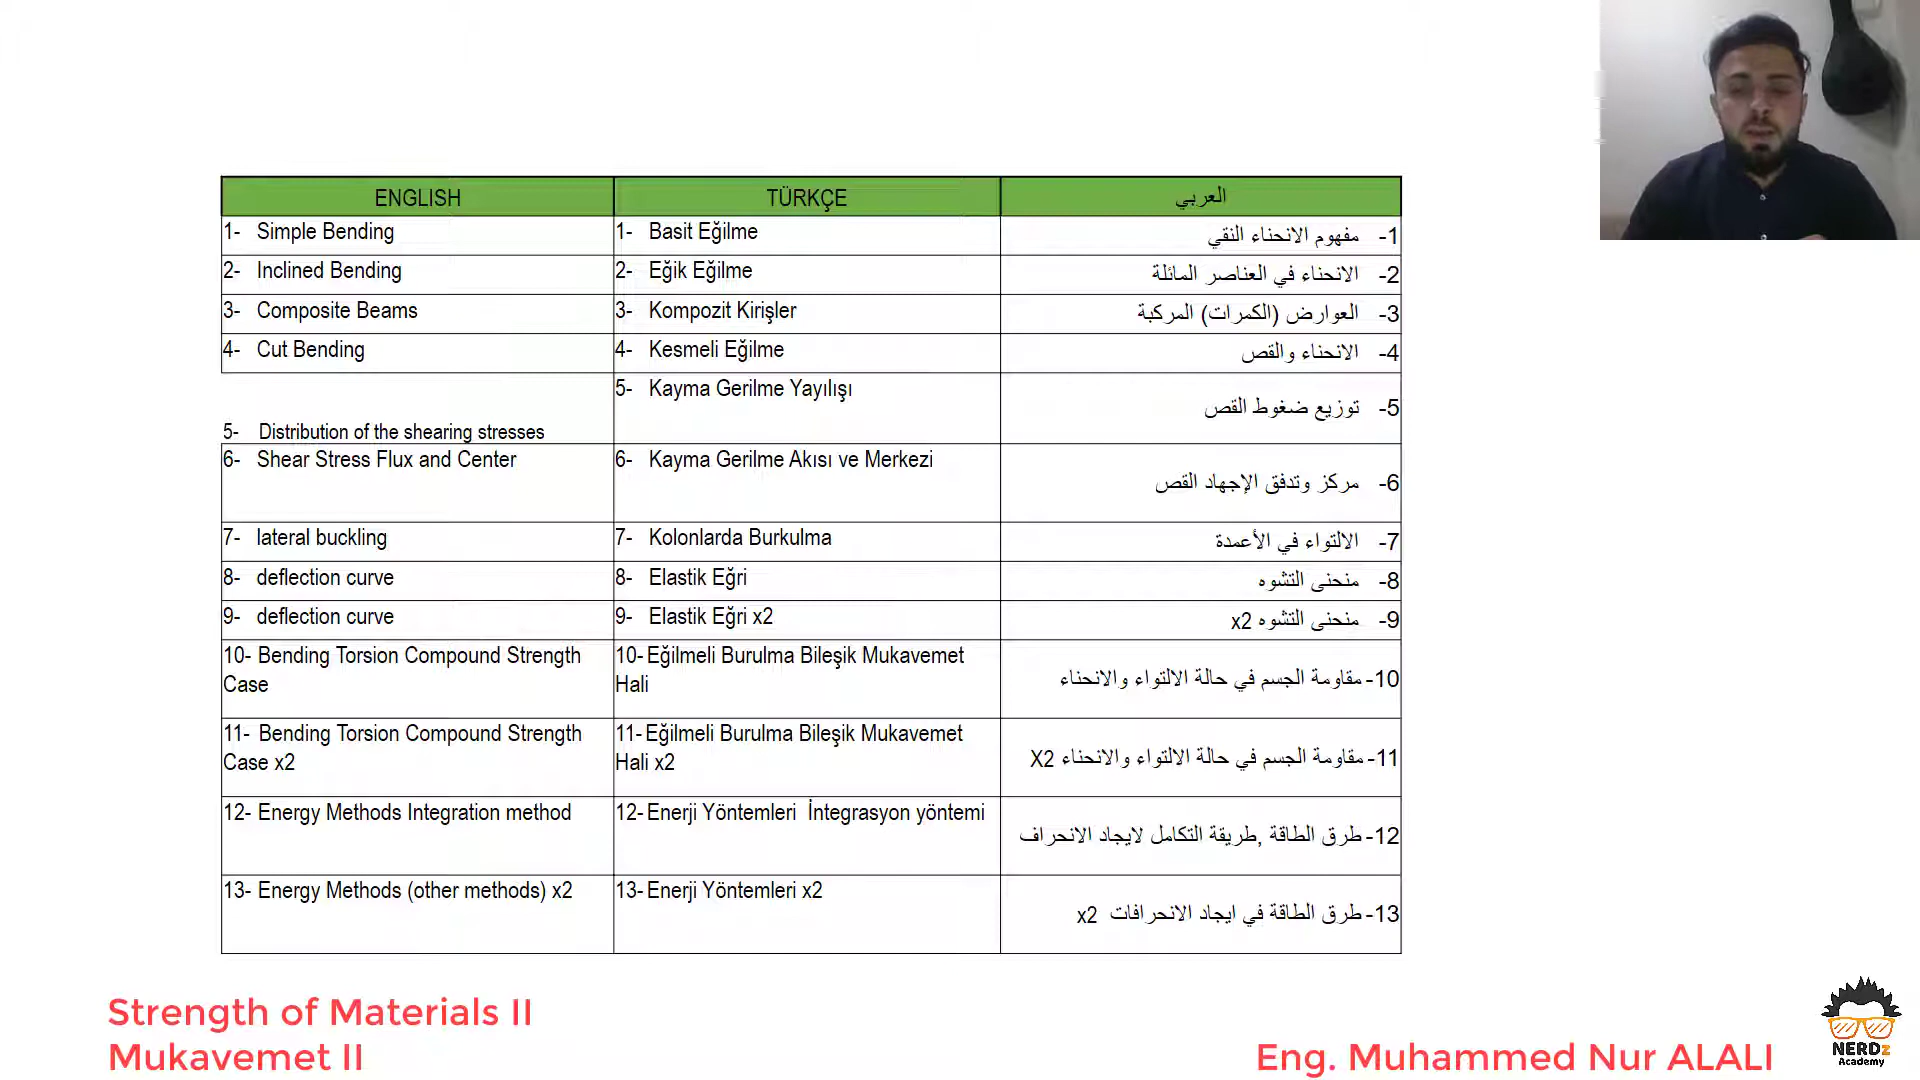 ENGLISH
TÜRKÇE
العربي
1- Simple Bending
1- Basit Eğilme
1- مفهوم الانحناء النقي
2- Inclined Bending
2- Eğik Eğilme
2- الانحناء في العناصر المائلة
3- Composite Beams
3- Kompozit Kirişler
3- العوارض (الكمرات) المركبة
4- Cut Bending
4- Kesmeli Eğilme
4- الانحناء والقص
5- Distribution of the shearing stresses
5- Kayma Gerilme Yayılışı
5- توزيع ضغوط القص
6- Shear Stress Flux and Center
6- Kayma Gerilme Akısı ve Merkezi
6- مركز وتدفق الإجهاد القص
7- lateral buckling
7- Kolonlarda Burkulma
7- الالتواء في الأعمدة
8- deflection curve
8- Elastik Eğri
8- منحنى التشوه
9- deflection curve
9- Elastik Eğri x2
9- منحنى التشوه x2
10- Bending Torsion Compound Strength
Case
10- Eğilmeli Burulma Bileşik Mukavemet
Hali
10- مقاومة الجسم في حالة الالتواء والانحناء
11- Bending Torsion Compound Strength
Case x2
11- Eğilmeli Burulma Bileşik Mukavemet
Hali x2
11- مقاومة الجسم في حالة الالتواء والانحناء X2
12- Energy Methods Integration method
12- Enerji Yöntemleri İntegrasyon yöntemi
12- طرق الطاقة ,طريقة التكامل لايجاد الانحراف
13- Energy Methods (other methods) x2
13- Enerji Yöntemleri x2
13- طرق الطاقة في ايجاد الانحرافات x2
Strength of Materials II
Mukavemet II
Eng. Muhammed Nur ALALI
NERDz
Academy